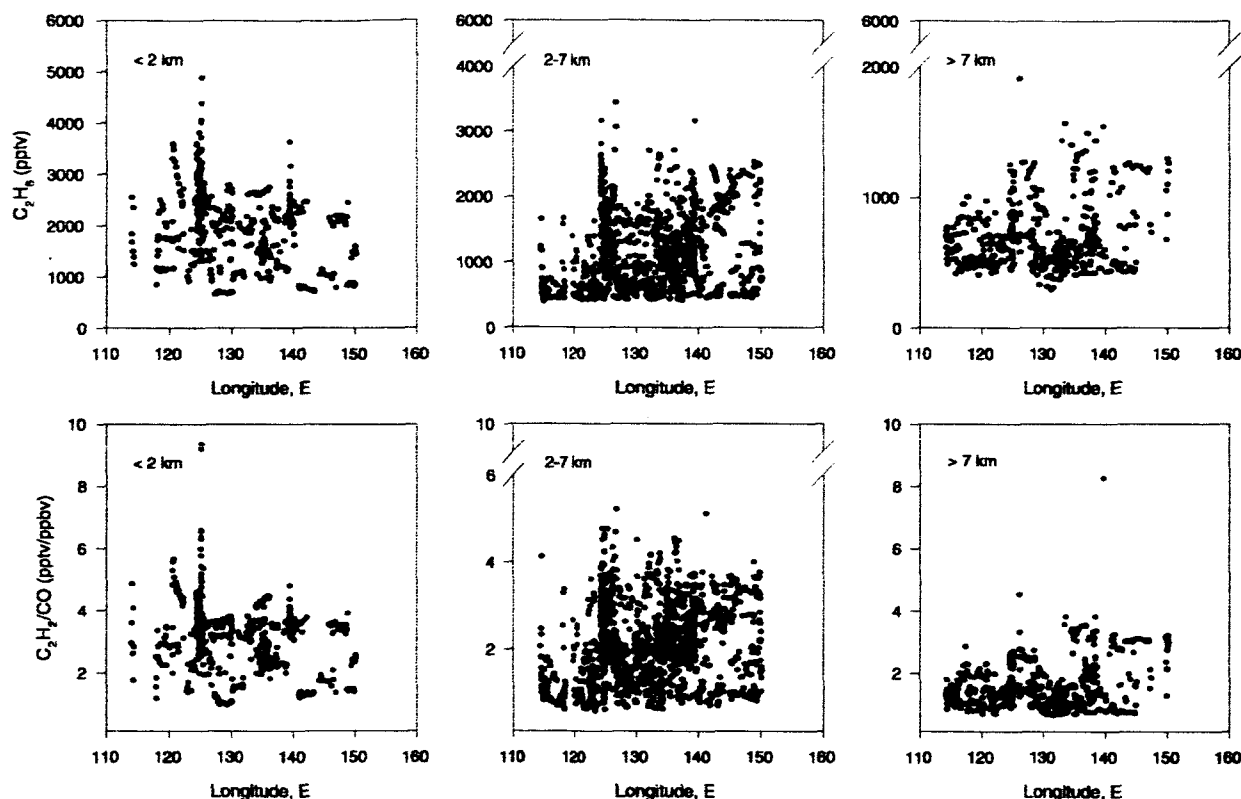 6000
5000
4000
3000
2000
1000
0
< 2 km
C₂H₆ (pptv)
110 120 130 140 150 160
Longitude, E
6000
4000
3000
2000
1000
0
2-7 km
110 120 130 140 150 160
Longitude, E
6000
2000
1000
0
> 7 km
110 120 130 140 150 160
Longitude, E
10
8
6
4
2
< 2 km
C₂H₂/CO (pptv/ppbv)
110 120 130 140 150 160
Longitude, E
10
6
4
2
2-7 km
110 120 130 140 150 160
Longitude, E
10
8
6
4
2
> 7 km
110 120 130 140 150 160
Longitude, E